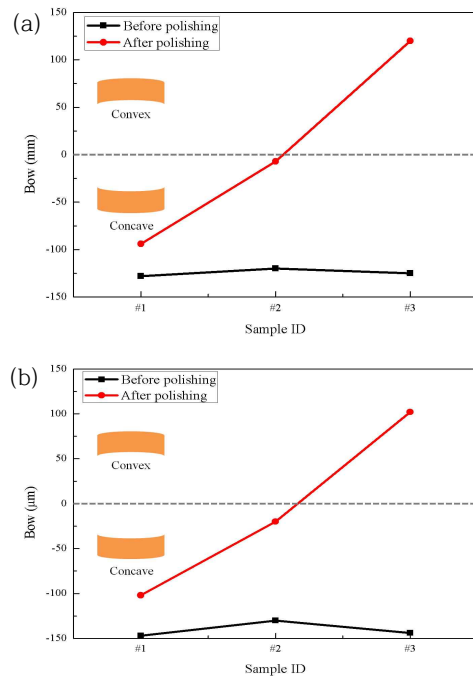 (a)
Before polishing
After polishing
150
100
50
0
-50
-100
-150
Bow (mm)
Convex
Concave
#1
#2
#3
Sample ID
(b)
Before polishing
After polishing
150
100
50
0
-50
-100
-150
Bow (μm)
Convex
Concave
#1
#2
#3
Sample ID